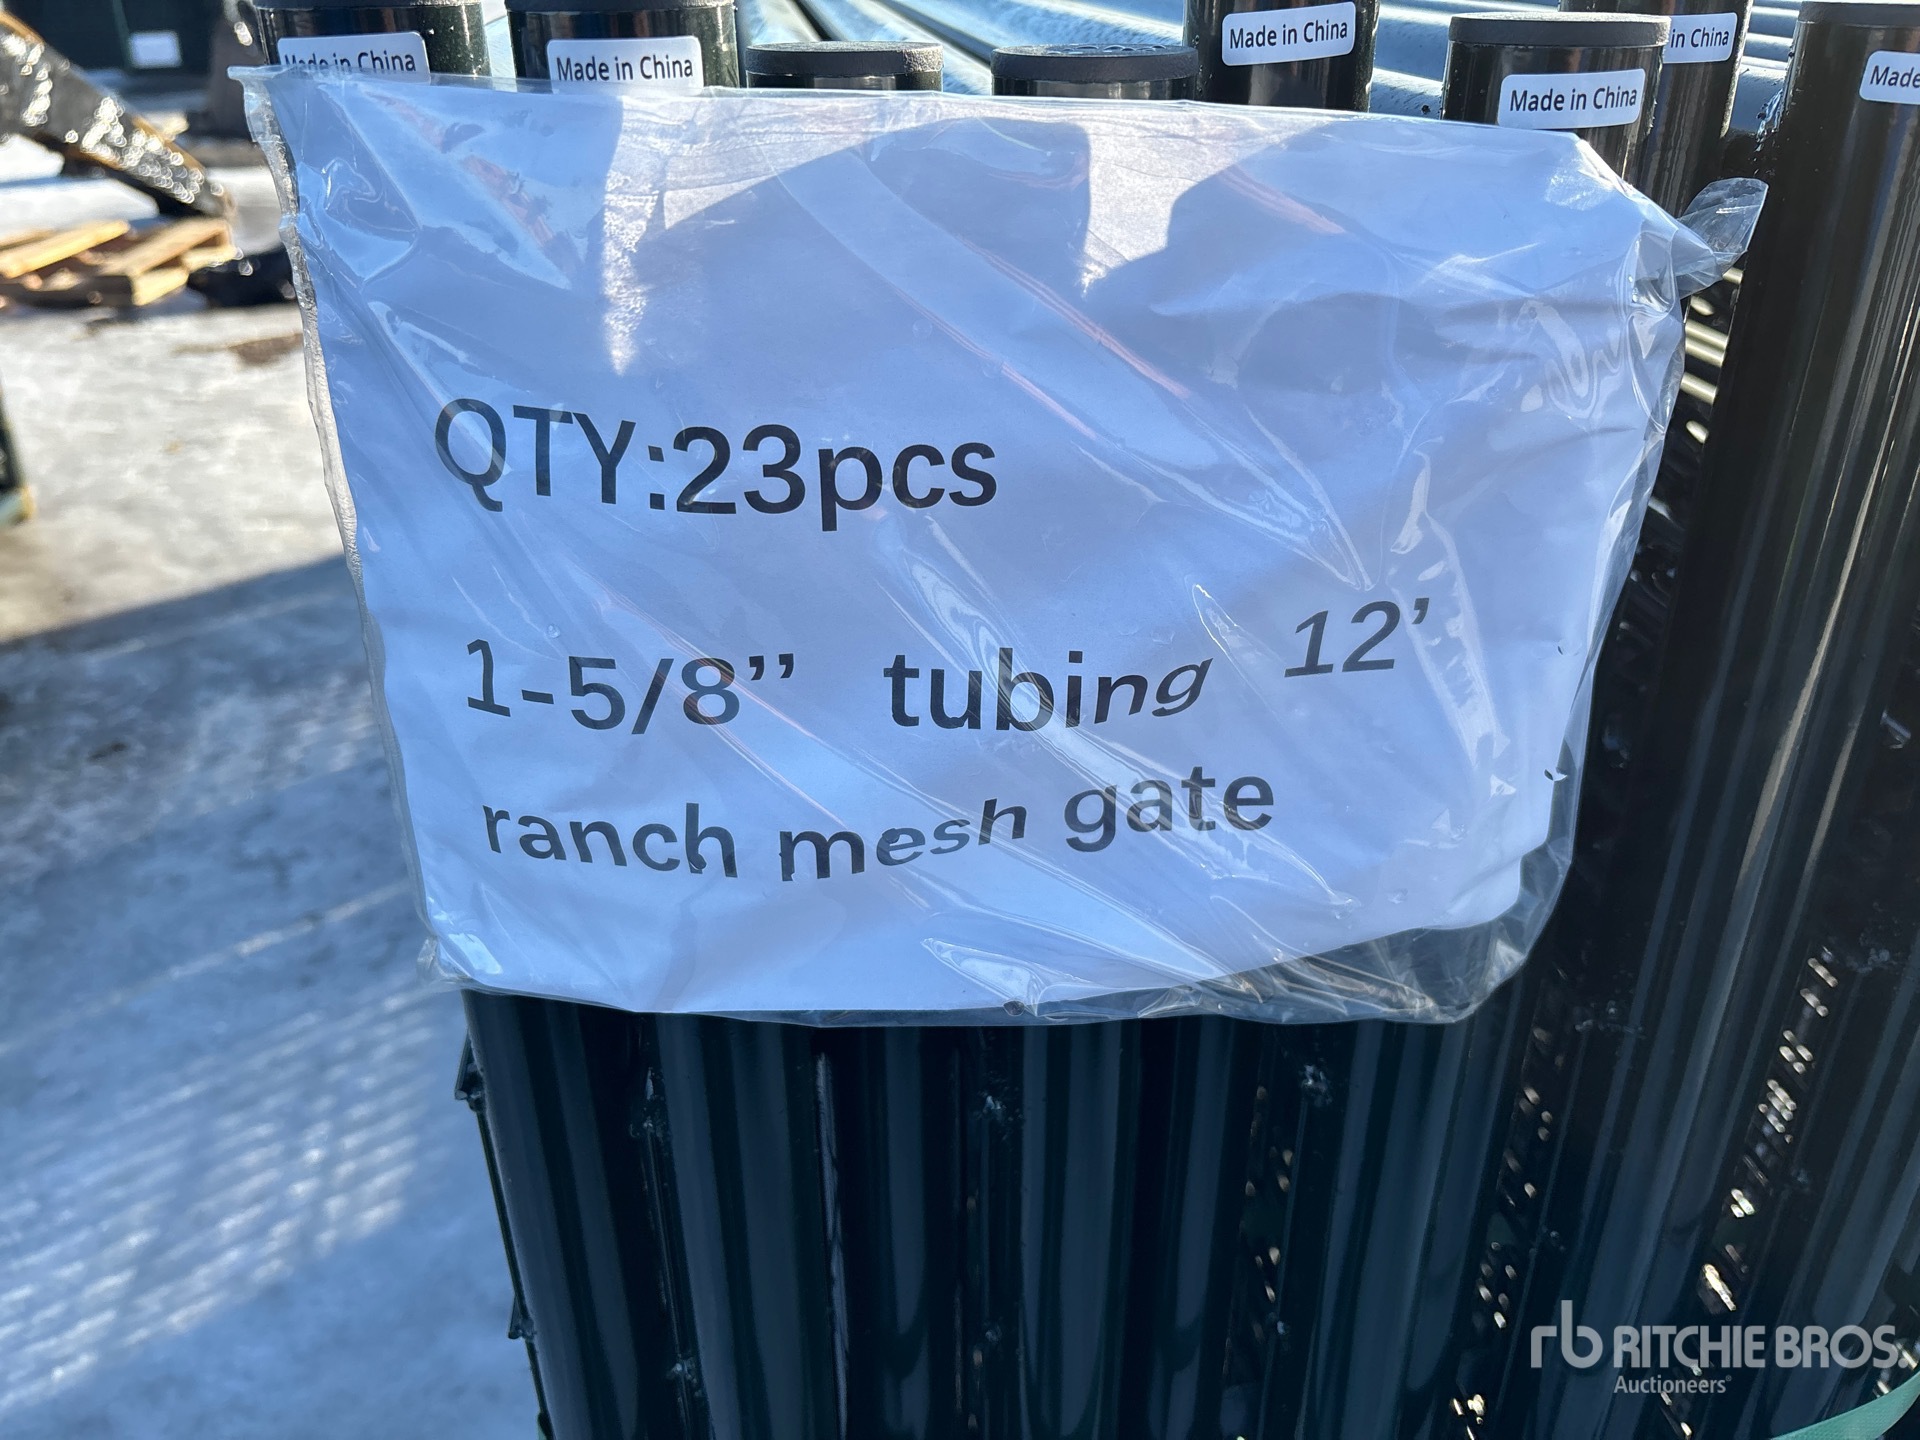 Made in China
Made in China
Made in China
Made in China
in China
Made
QTY:23pcs
1-5/8” tubing 12’
ranch mesh gate
rb RITCHIE BROS.
Auctioneers®